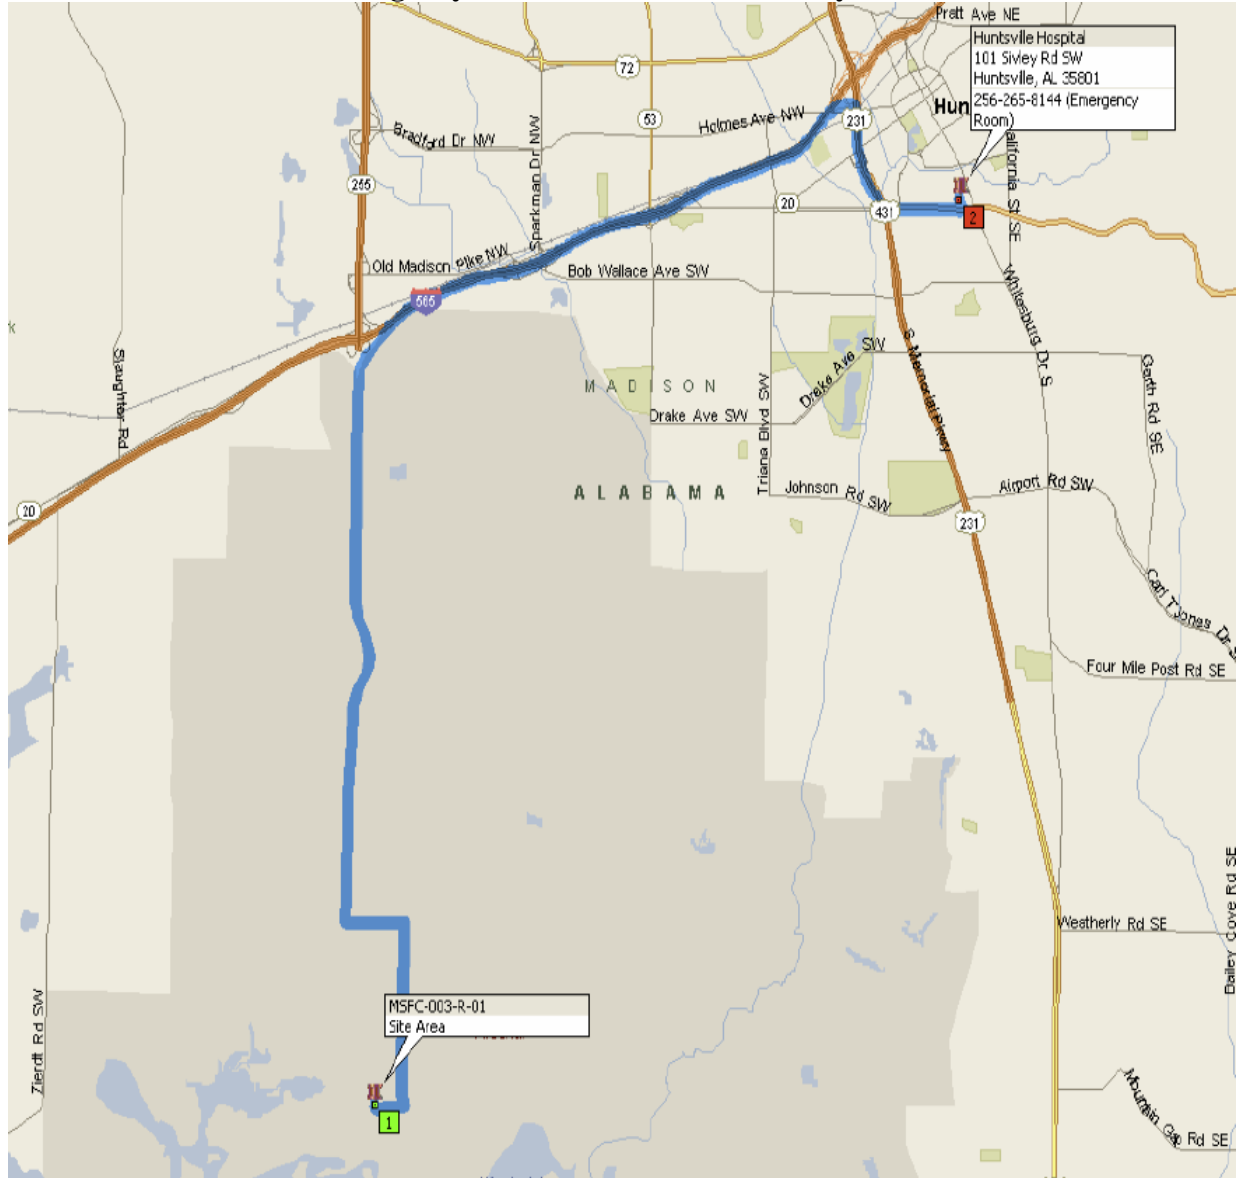 Pratt Ave NE
Huntsville Hospital
101 Sivley Rd SW
Huntsville, AL 35801
256-265-8144 (Emergency
Room)
72
53
231
Holmes Ave NW
Bradford Dr NW
Sparkman Dr NW
255
20
431
2
California St SE
Old Madison Pike NW
Bob Wallace Ave SW
565
Whitesburg Dr S
Slaughter Rd
S Memorial Pkwy
MADISON
Drake Ave SW
Drake Ave SW
Garth Rd SE
Triana Blvd SW
ALABAMA
Johnson Rd SW
Airport Rd SW
20
231
Carl T Jones Dr S
Four Mile Post Rd SE
Weatherly Rd SE
Bailey Cove Rd SE
MSFC-003-R-01
Site Area
Zierdt Rd SW
1
Mountain Gap Rd SE